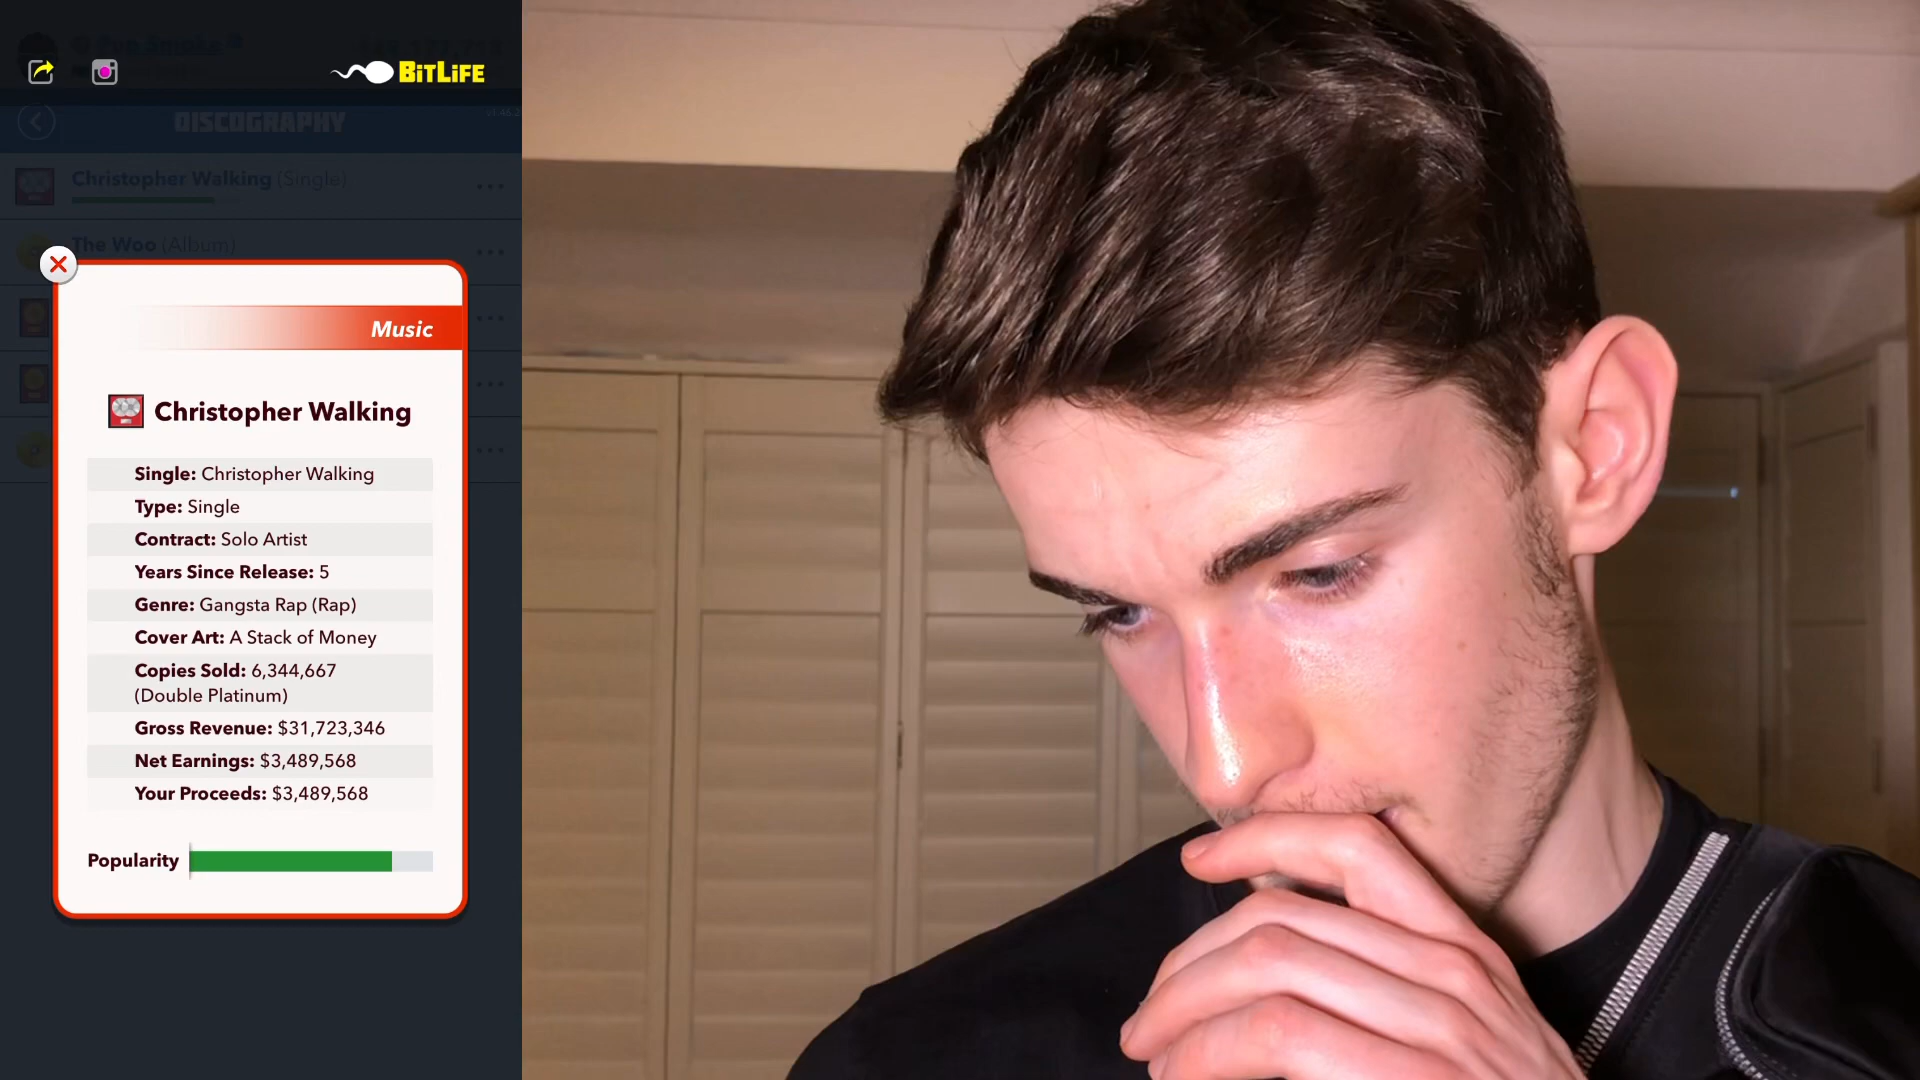 BITLIFE
DISCOGRAPHY
Christopher Walking (Single)
The Woo (Album)
Music
Christopher Walking
Single: Christopher Walking
Type: Single
Contract: Solo Artist
Years Since Release: 5
Genre: Gangsta Rap (Rap)
Cover Art: A Stack of Money
Copies Sold: 6,344,667
(Double Platinum)
Gross Revenue: $31,723,346
Net Earnings: $3,489,568
Your Proceeds: $3,489,568
Popularity